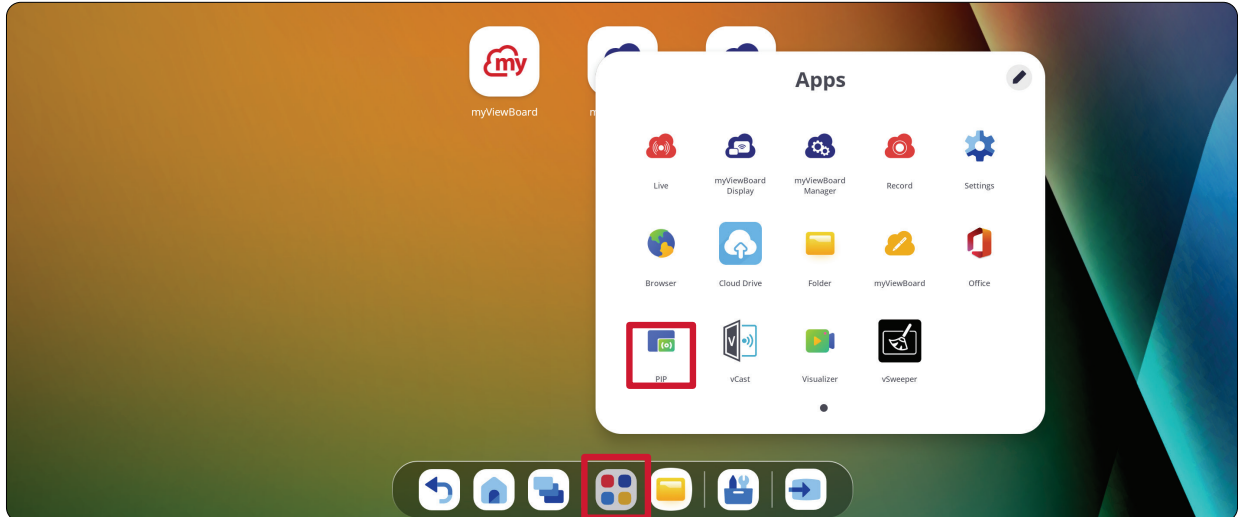 my
Apps
myViewBoard
m
Live
myViewBoard
Display
myViewBoard
Manager
Record
Settings
Browser
Cloud Drive
Folder
myViewBoard
Office
PIP
V
vCast
Visualizer
vSweeper